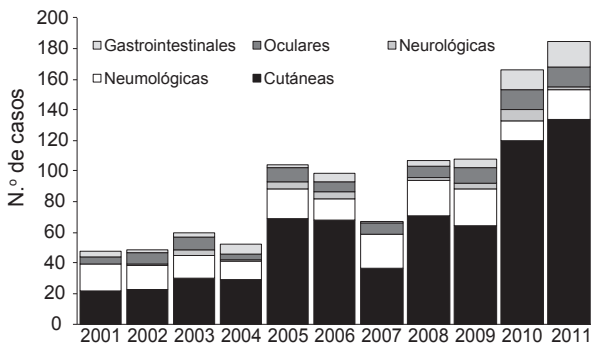 200
180
160
140
120
100
80
60
40
20
0
N.º de casos
Gastrointestinales Oculares Neurológicas
Neumológicas Cutáneas
2001 2002 2003 2004 2005 2006 2007 2008 2009 2010 2011